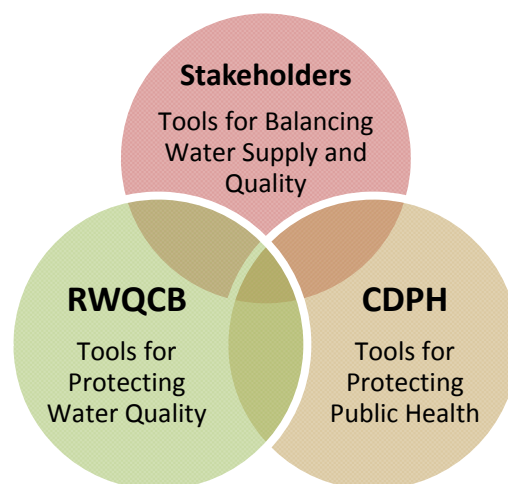 Stakeholders
Tools for Balancing
Water Supply and
Quality
RWQCB
Tools for
Protecting
Water Quality
CDPH
Tools for
Protecting
Public Health